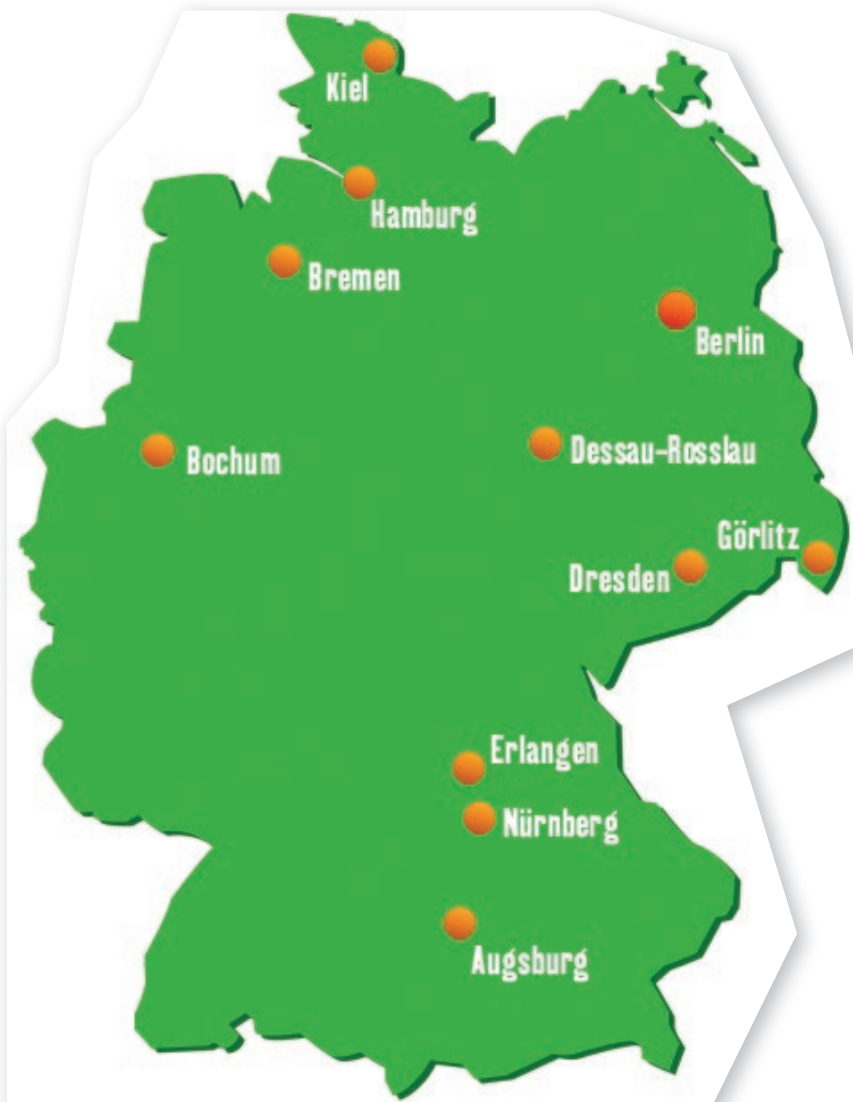 Kiel
Hamburg
Bremen
Berlin
Bochum
Dessau-Rosslau
Görlitz
Dresden
Erlangen
Nürnberg
Augsburg